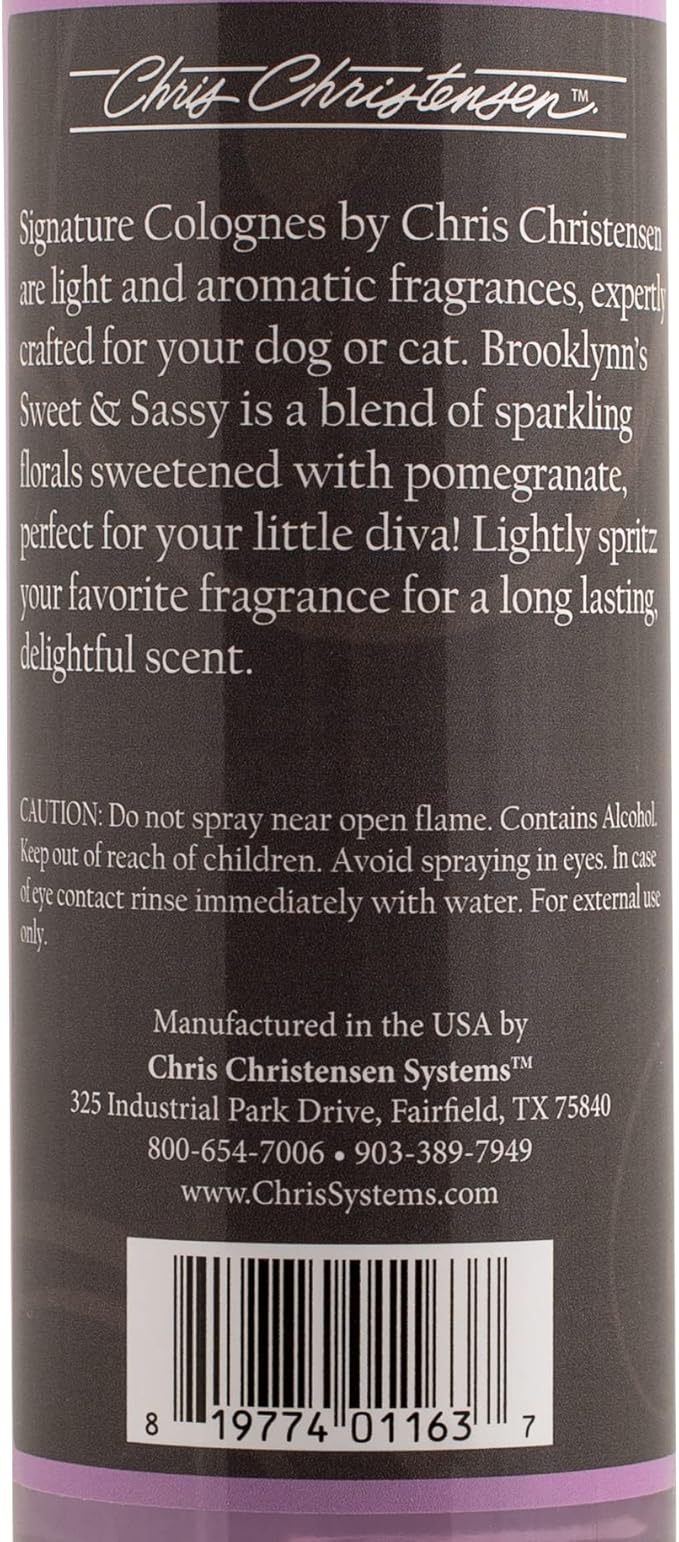 Chris Christensen™.
Signature Colognes by Chris Christensen
are light and aromatic fragrances, expertly
crafted for your dog or cat. Brooklynn's
Sweet & Sassy is a blend of sparkling
florals sweetened with pomegranate,
perfect for your little diva! Lightly spritz
your favorite fragrance for a long lasting,
delightful scent.
CAUTION: Do not spray near open flame. Contains Alcohol.
Keep out of reach of children. Avoid spraying in eyes. In case
of eye contact rinse immediately with water. For external use
only.
Manufactured in the USA by
Chris Christensen Systems™
325 Industrial Park Drive, Fairfield, TX 75840
800-654-7006 • 903-389-7949
www.ChrisSystems.com
8 19774 01163 7